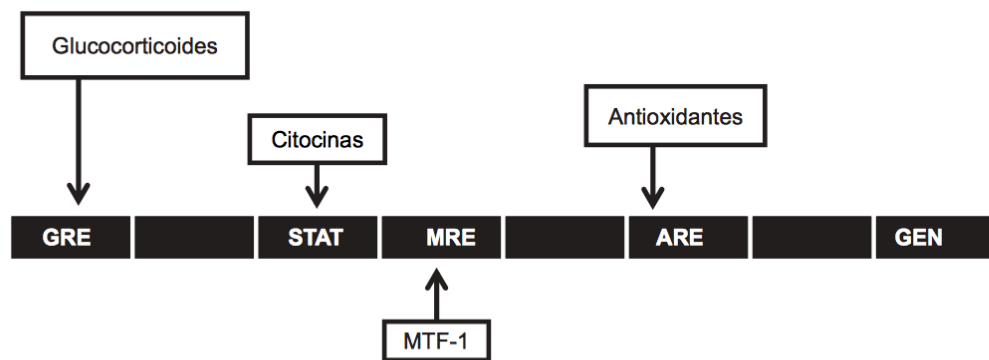 Glucocorticoides
Citocinas
Antioxidantes
GRE STAT MRE ARE GEN
MTF-1